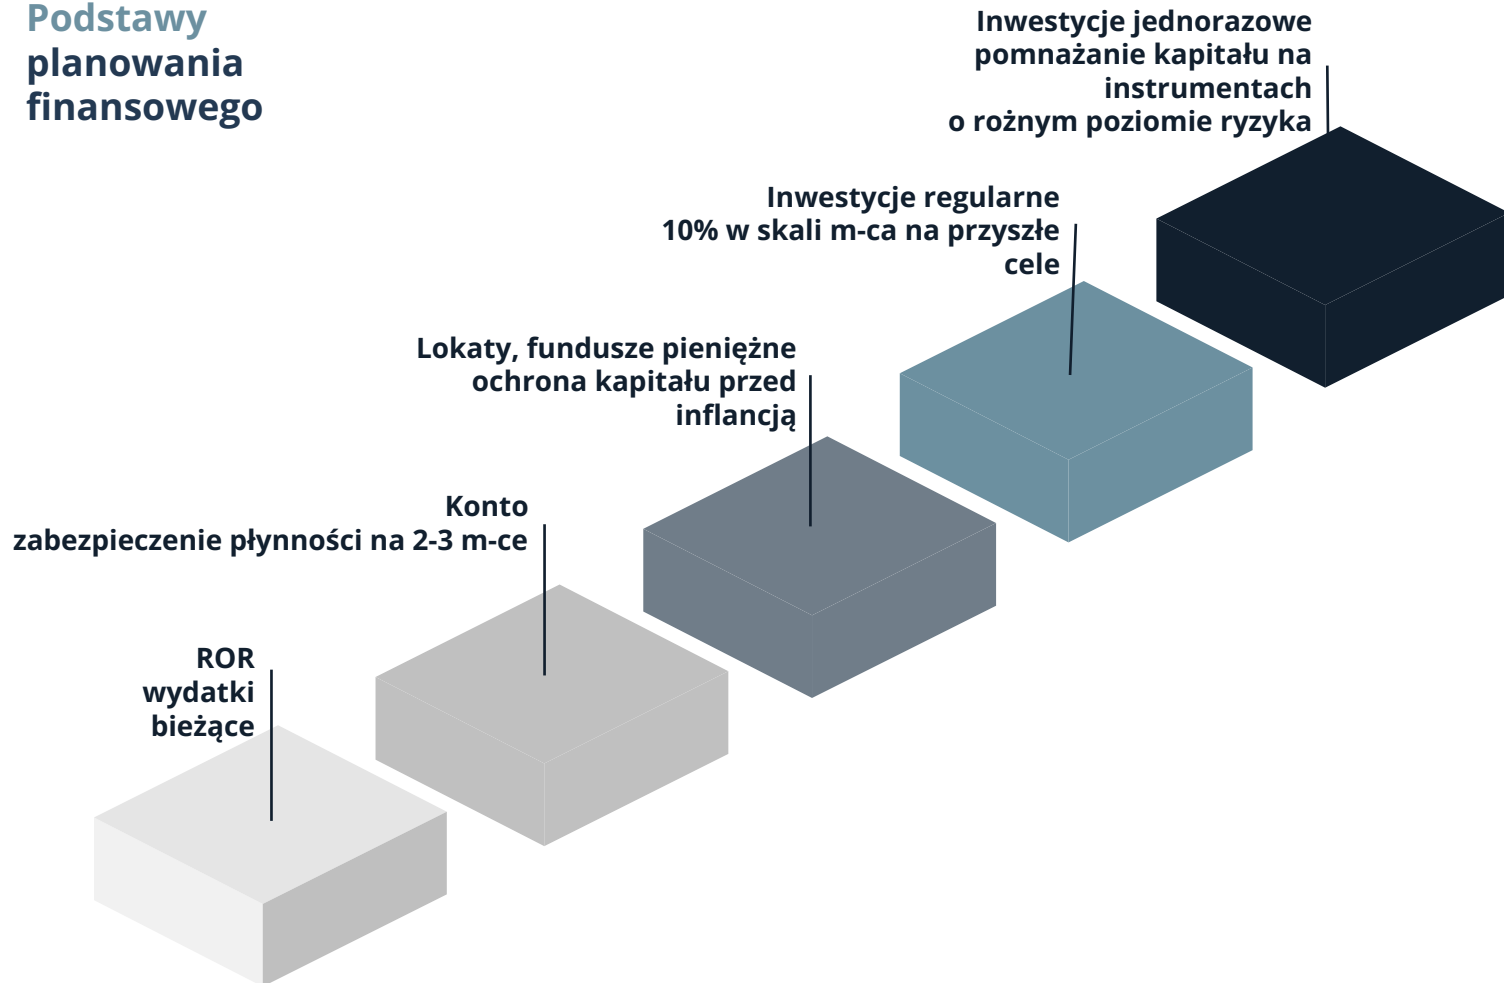 Podstawy
planowania
finansowego
Inwestycje jednorazowe
pomnażanie kapitału na
instrumentach
o rożnym poziomie ryzyka
Inwestycje regularne
10% w skali m-ca na przyszłe
cele
Lokaty, fundusze pieniężne
ochrona kapitału przed
inflancją
Konto
zabezpieczenie płynności na 2-3 m-ce
ROR
wydatki
bieżące